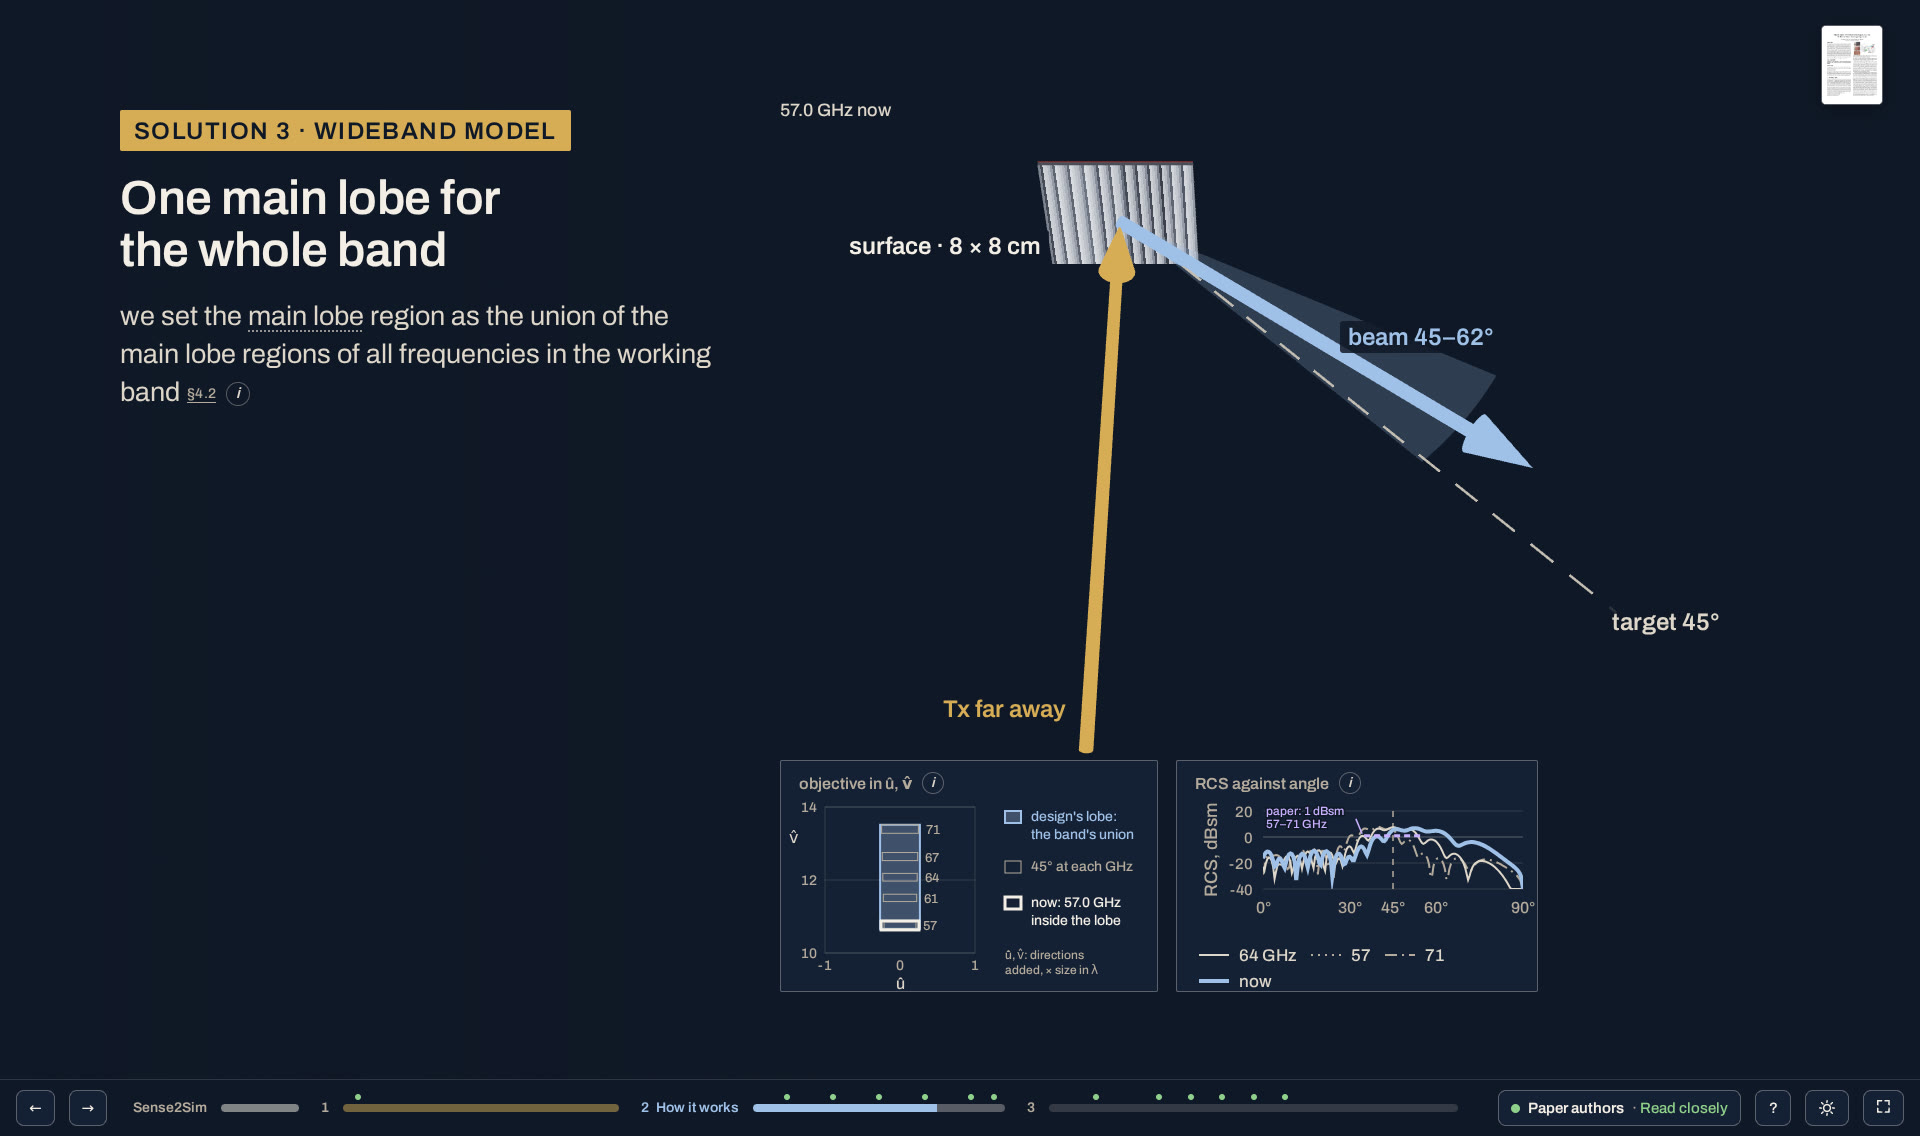 57.0 GHz now
SOLUTION 3 · WIDEBAND MODEL
One main lobe for
the whole band
we set the main lobe region as the union of the
main lobe regions of all frequencies in the working
band §4.2 i
surface · 8 × 8 cm
beam 45–62°
target 45°
Tx far away
objective in û, v̂ i
14
12
10
v̂
-1
0
1
û
71
67
64
61
57
design's lobe:
the band's union
45° at each GHz
now: 57.0 GHz
inside the lobe
û, v̂: directions
added, × size in λ
RCS against angle i
RCS, dBsm
20
0
-20
-40
paper: 1 dBsm
57–71 GHz
0°
30°
45°
60°
90°
64 GHz
57
71
now
←
→
Sense2Sim
1
2 How it works
3
Paper authors · Read closely
?